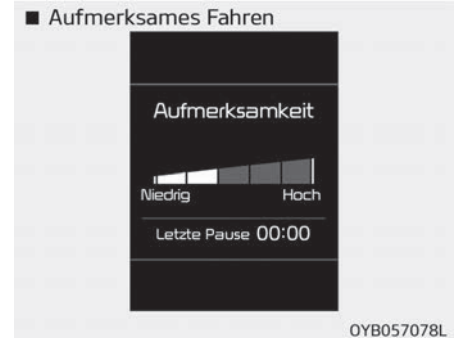 ■ Aufmerksames Fahren
Aufmerksamkeit
Niedrig Hoch
Letzte Pause 00:00
OYB057078L